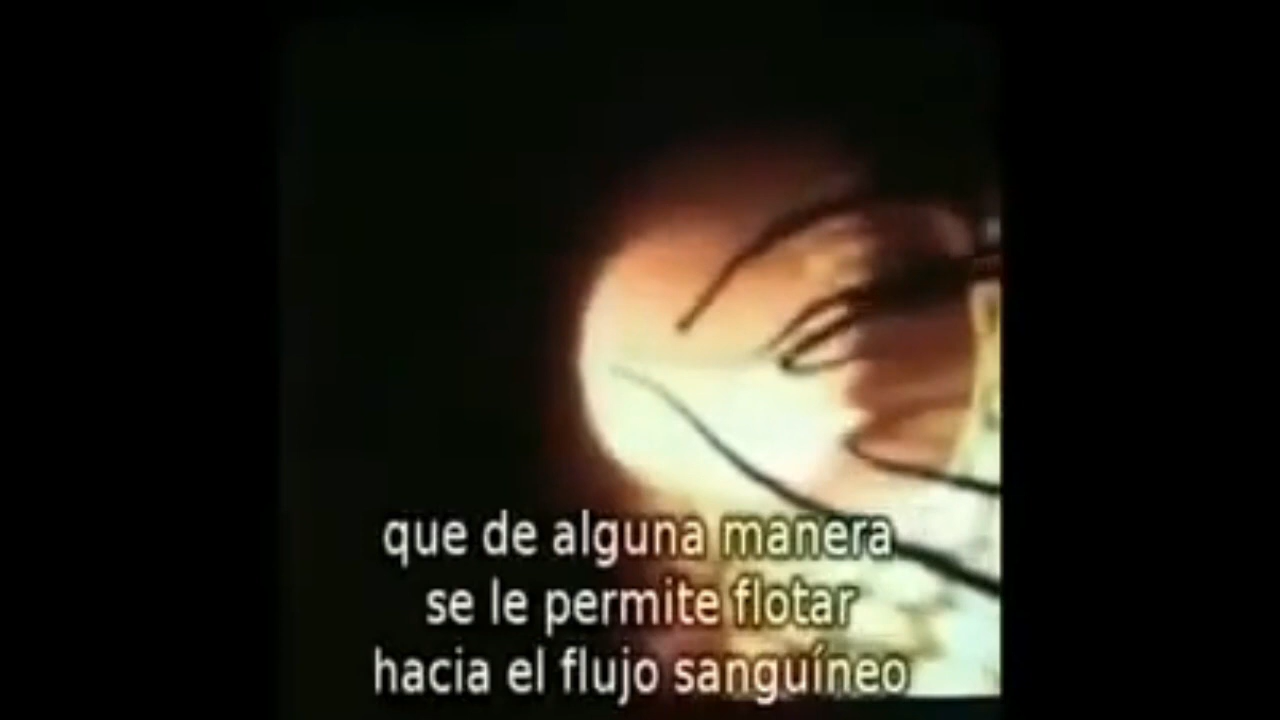 que de alguna manera
se le permite flotar
hacia el flujo sanguíneo